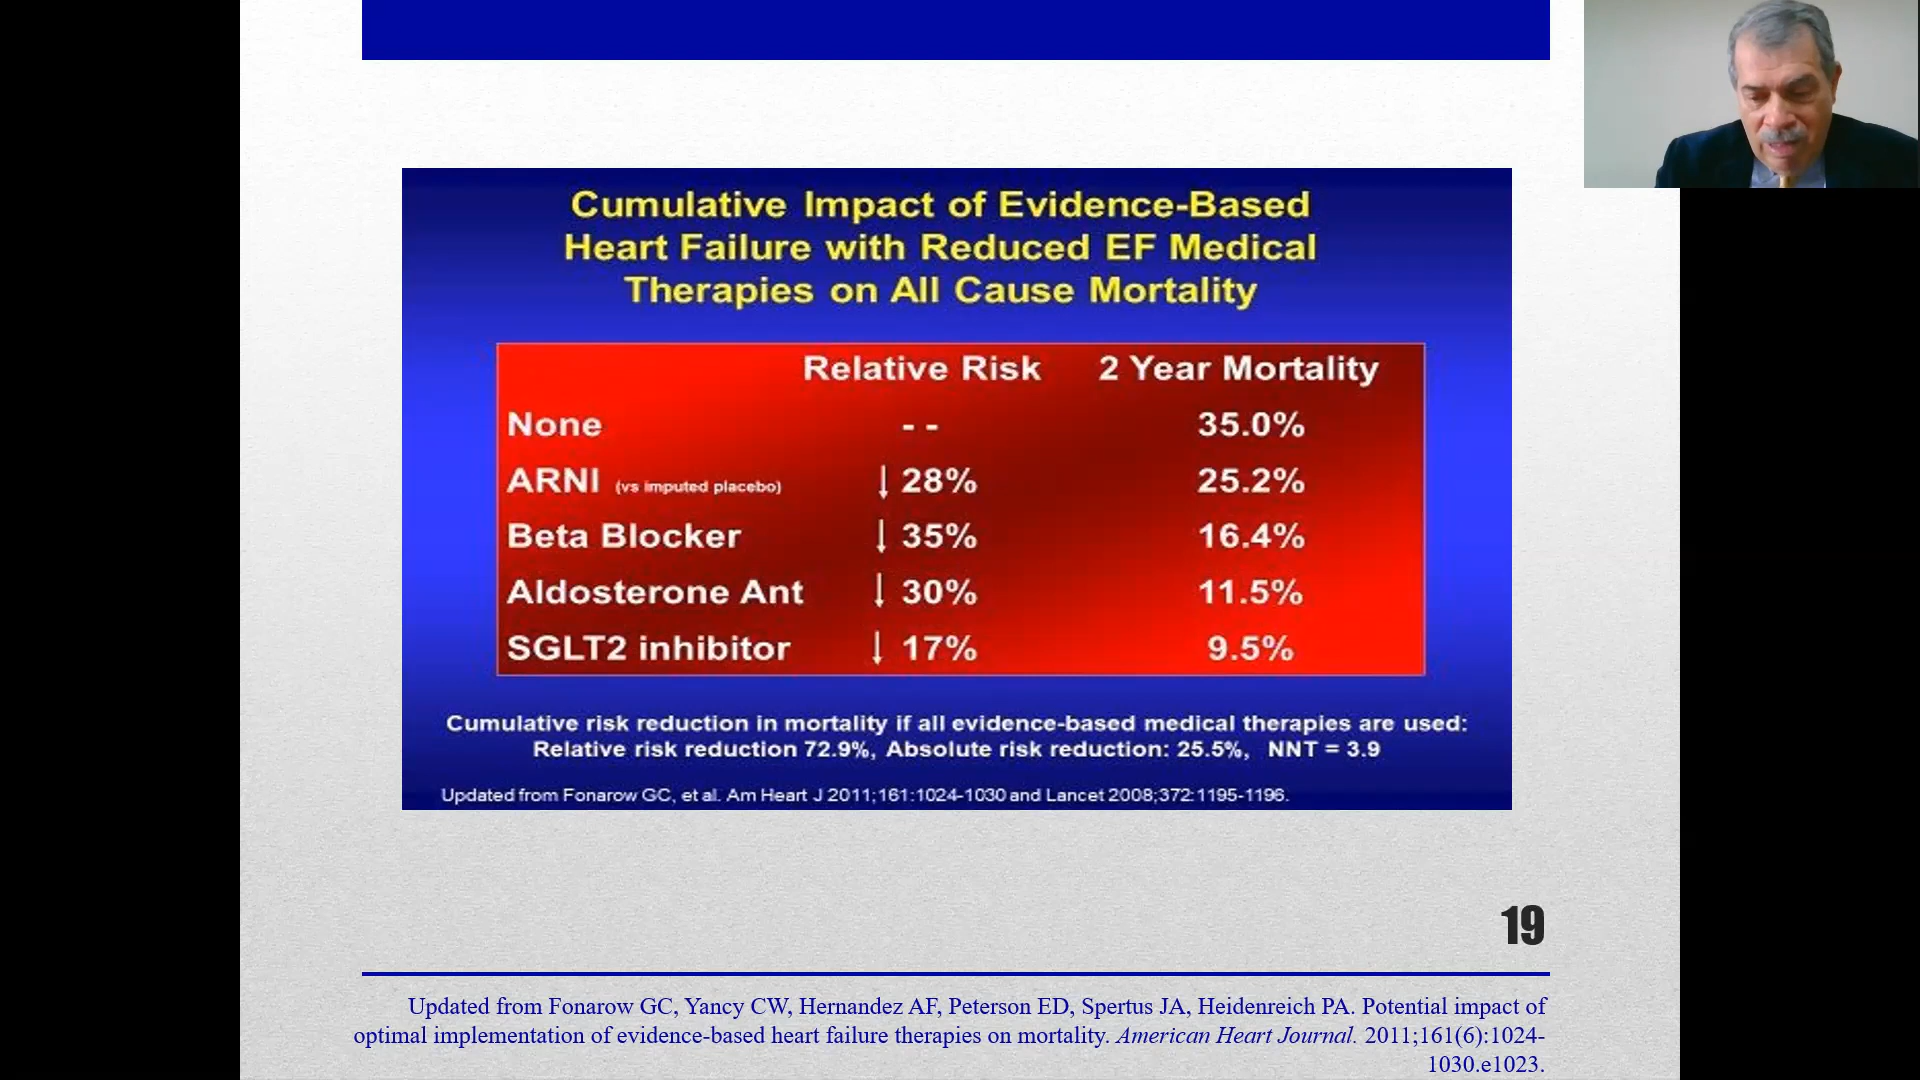 Cumulative Impact of Evidence-Based
Heart Failure with Reduced EF Medical
Therapies on All Cause Mortality
Relative Risk 2 Year Mortality
None - - 35.0%
ARNI (vs imputed placebo) ↓ 28% 25.2%
Beta Blocker ↓ 35% 16.4%
Aldosterone Ant ↓ 30% 11.5%
SGLT2 inhibitor ↓ 17% 9.5%
Cumulative risk reduction in mortality if all evidence-based medical therapies are used:
Relative risk reduction 72.9%, Absolute risk reduction: 25.5%, NNT = 3.9
Updated from Fonarow GC, et al. Am Heart J 2011;161:1024-1030 and Lancet 2008;372:1195-1196.
19
Updated from Fonarow GC, Yancy CW, Hernandez AF, Peterson ED, Spertus JA, Heidenreich PA. Potential impact of
optimal implementation of evidence-based heart failure therapies on mortality. American Heart Journal. 2011;161(6):1024-
1030.e1023.